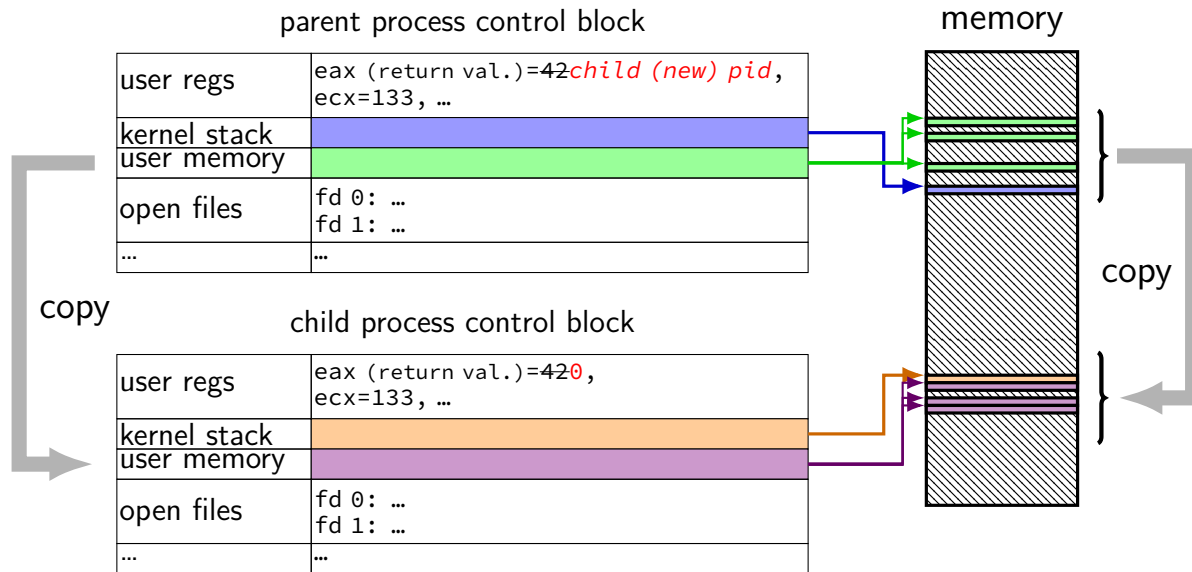 parent process control block
memory
user regs
eax (return val.)=42child (new) pid,
ecx=133, …
kernel stack
user memory
open files
fd 0: …
fd 1: …
…
…
copy
copy
child process control block
user regs
eax (return val.)=420,
ecx=133, …
kernel stack
user memory
open files
fd 0: …
fd 1: …
…
…